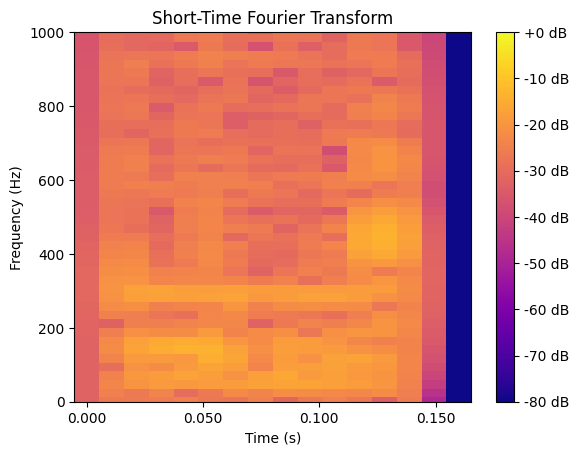 Short-Time Fourier Transform
1000
800
600
400
200
0
Frequency (Hz)
0.000
0.050
0.100
0.150
Time (s)
+0 dB
-10 dB
-20 dB
-30 dB
-40 dB
-50 dB
-60 dB
-70 dB
-80 dB